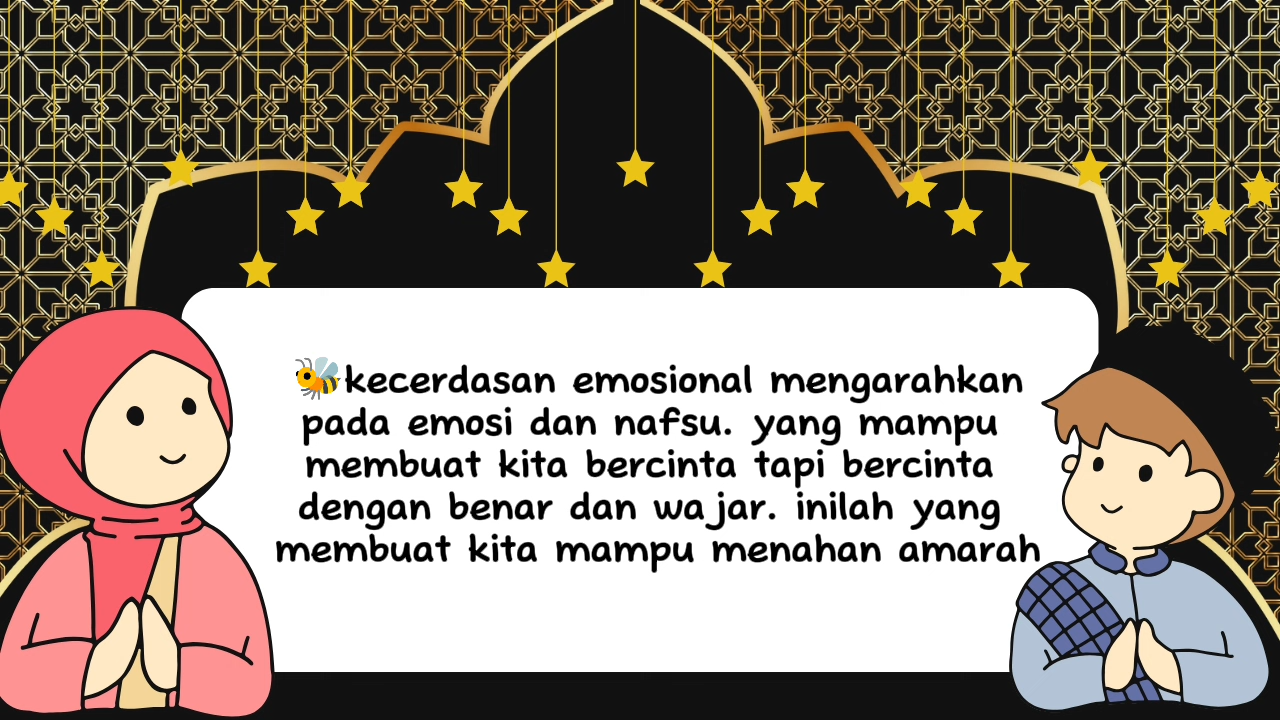 🐝kecerdasan emosional mengarahkan
pada emosi dan nafsu. yang mampu
membuat kita bercinta tapi bercinta
dengan benar dan wajar. inilah yang
membuat kita mampu menahan amarah